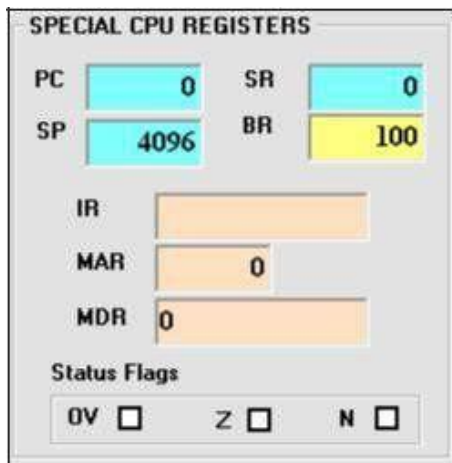 SPECIAL CPU REGISTERS
PC 0 SR 0
SP 4096 BR 100
IR
MAR 0
MDR 0
Status Flags
OV Z N